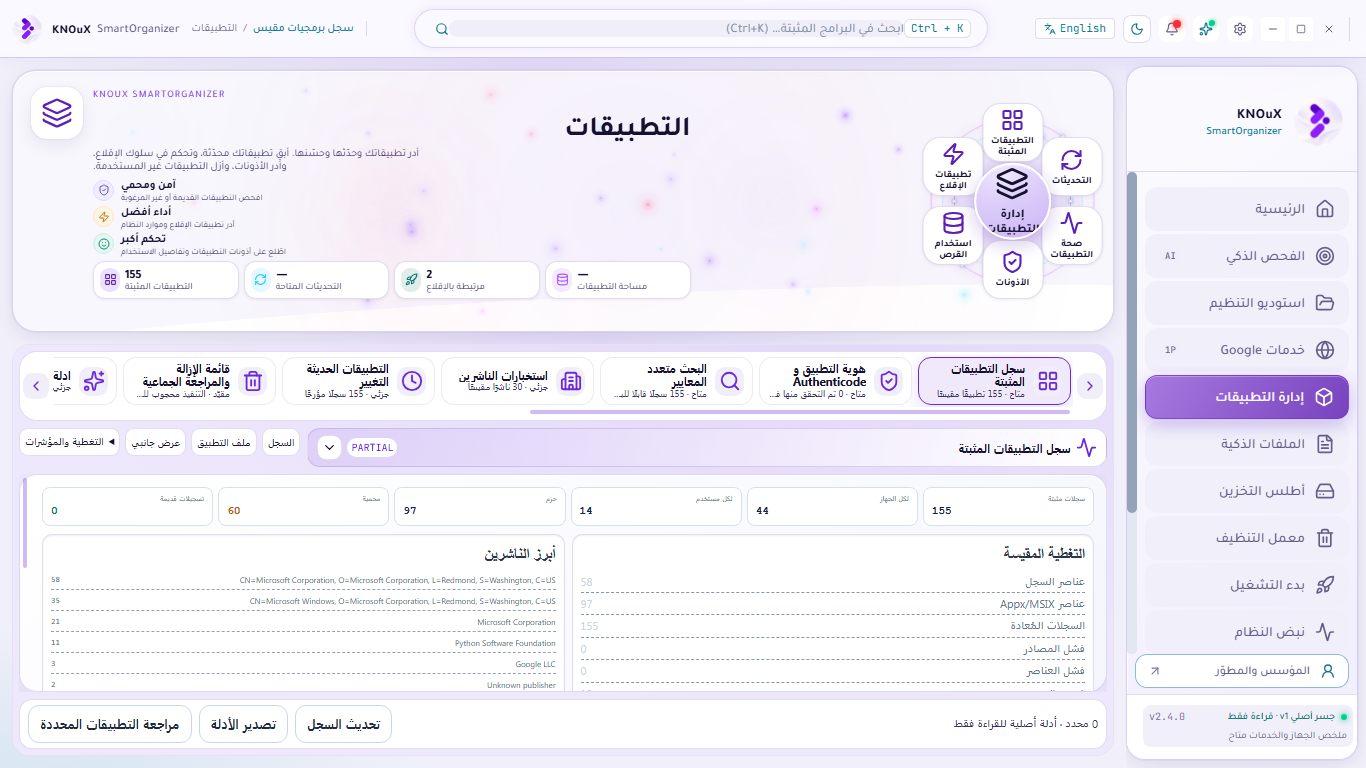 KNOuX SmartOrganizer
التطبيقات / سجل برمجيات مقيس
ابحث في البرامج المثبتة... (Ctrl+K)
Ctrl + K
English
KNOuX
SmartOrganizer
الرئيسية
الفحص الذكي
AI
استوديو التنظيم
خدمات Google
1P
إدارة التطبيقات
الملفات الذكية
أطلس التخزين
معمل التنظيف
بدء التشغيل
نبض النظام
المؤسس والمطوّر
جسر أصلي v1 · قراءة فقط
v2.4.0
ملخص الجهاز والخدمات متاح
KNOUX SMARTORGANIZER
التطبيقات
أدر تطبيقاتك وحدّثها وحسّنها. أبقِ تطبيقاتك محدّثة، وتحكم في سلوك الإقلاع،
وأدر الأذونات، وأزل التطبيقات غير المستخدمة.
آمن ومحمي
افحص التطبيقات القديمة أو غير المرغوبة
أداء أفضل
أدر تطبيقات الإقلاع وموارد النظام
تحكم أكبر
اطّلع على أذونات التطبيقات وتفاصيل الاستخدام
155
التطبيقات المثبتة
—
التحديثات المتاحة
2
مرتبطة بالإقلاع
—
مساحة التطبيقات
التطبيقات
المثبتة
التحديثات
صحة
التطبيقات
الأذونات
استخدام
القرص
تطبيقات
الإقلاع
إدارة
التطبيقات
سجل التطبيقات
المثبتة
متاح · 155 تطبيقًا مقيسًا
هوية التطبيق و
Authenticode
متاح · 0 تم التحقق منها فـ...
البحث متعدد
المعايير
متاح · 155 سجلًا قابلًا للبـ...
استخبارات الناشرين
جزئي · 30 ناشرًا مقيسًا
التطبيقات الحديثة
التغيير
جزئي · 155 سجلًا مؤرخًا
قائمة الإزالة
والمراجعة الجماعية
مقيّد · التنفيذ محجوب للـ...
ادلة
جزئي
سجل التطبيقات المثبتة
PARTIAL
السجل
ملف التطبيق
عرض جانبي
◄ التغطية والمؤشرات
سجلات مثبتة
155
لكل الجهاز
44
لكل مستخدم
14
حزم
97
محمية
60
تسجيلات قديمة
0
التغطية المقيسة
عناصر السجل 58
عناصر Appx/MSIX 97
السجلات المُعادة 155
فشل المصادر 0
فشل العناصر 0
أبرز الناشرين
CN=Microsoft Corporation, O=Microsoft Corporation, L=Redmond, S=Washington, C=US 58
CN=Microsoft Windows, O=Microsoft Corporation, L=Redmond, S=Washington, C=US 35
Microsoft Corporation 21
Python Software Foundation 11
Google LLC 3
Unknown publisher 2
0 محدد · أدلة أصلية للقراءة فقط
تحديث السجل
تصدير الأدلة
مراجعة التطبيقات المحددة